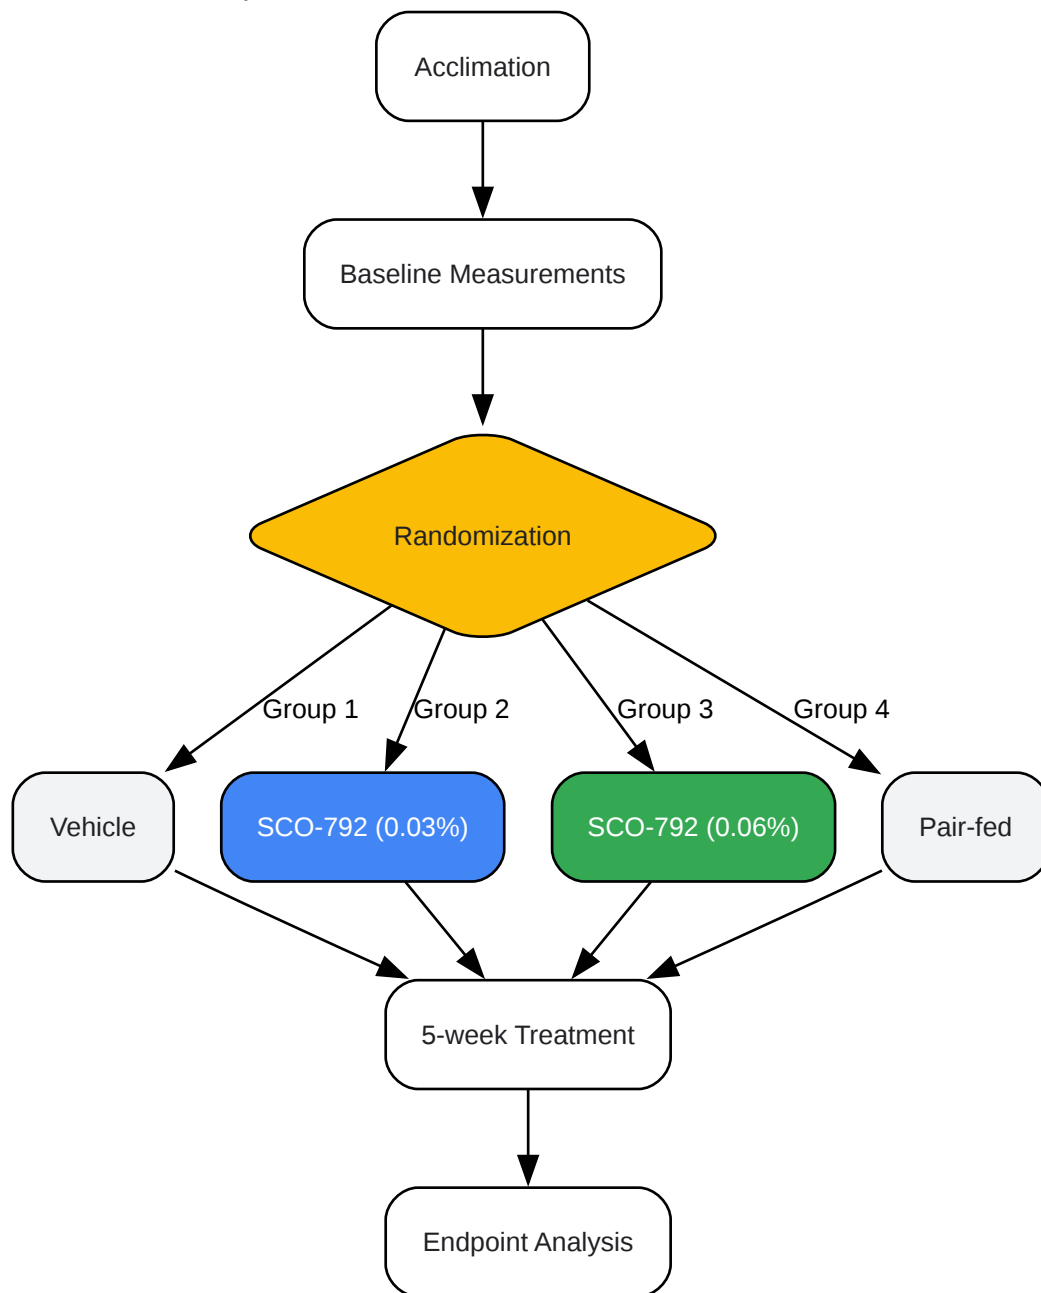 Acclimation
Baseline Measurements
Randomization
Group 1
Group 2
Group 3
Group 4
Vehicle
SCO-792 (0.03%)
SCO-792 (0.06%)
Pair-fed
5-week Treatment
Endpoint Analysis